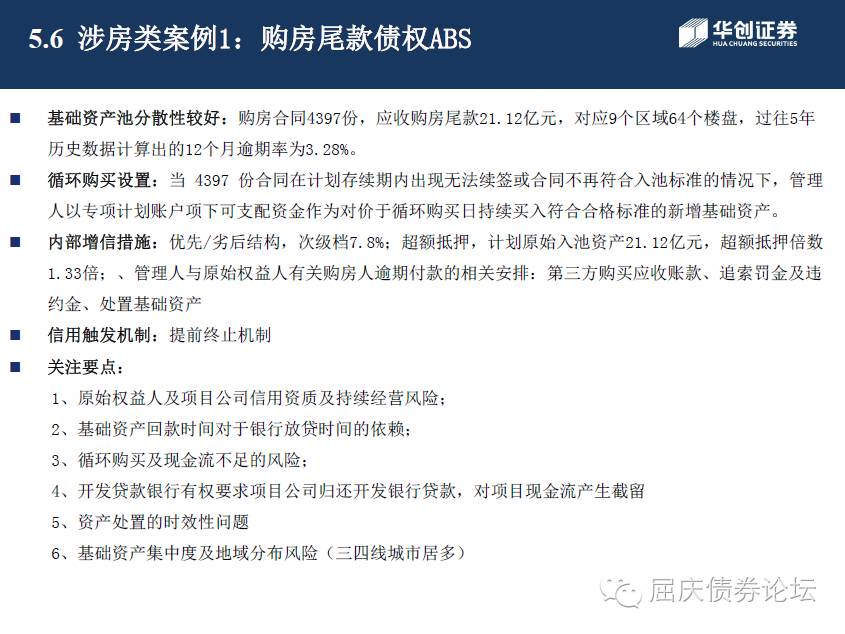 5.6 涉房类案例1：购房尾款债权ABS
华创证券
HUA CHUANG SECURITIES
■ 基础资产池分散性较好：购房合同4397份，应收购房尾款21.12亿元，对应9个区域64个楼盘，过往5年
历史数据计算出的12个月逾期率为3.28%。
■ 循环购买设置：当 4397 份合同在计划存续期内出现无法续签或合同不再符合入池标准的情况下，管理
人以专项计划账户项下可支配资金作为对价于循环购买日持续买入符合合格标准的新增基础资产。
■ 内部增信措施：优先/劣后结构，次级档7.8%；超额抵押，计划原始入池资产21.12亿元，超额抵押倍数
1.33倍；、管理人与原始权益人有关购房人逾期付款的相关安排：第三方购买应收账款、追索罚金及违
约金、处置基础资产
■ 信用触发机制：提前终止机制
■ 关注要点：
1、原始权益人及项目公司信用资质及持续经营风险；
2、基础资产回款时间对于银行放贷时间的依赖；
3、循环购买及现金流不足的风险；
4、开发贷款银行有权要求项目公司归还开发银行贷款，对项目现金流产生截留
5、资产处置的时效性问题
6、基础资产集中度及地域分布风险（三四线城市居多）
屈庆债券论坛